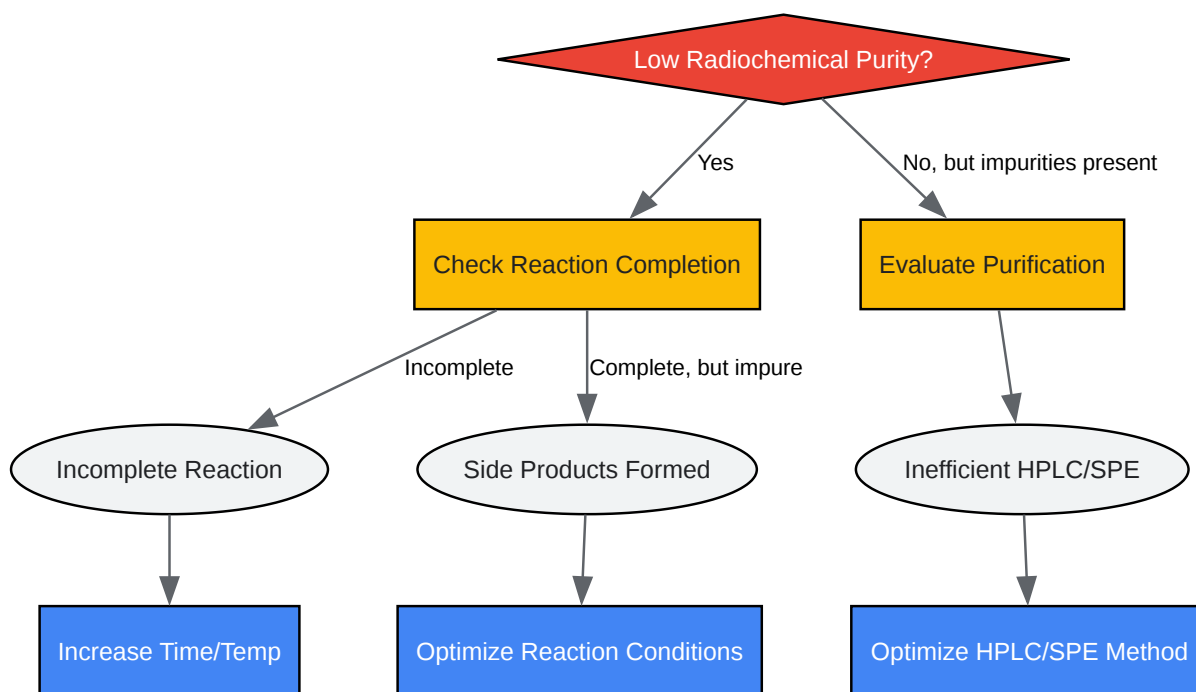 Low Radiochemical Purity?
Yes
No, but impurities present
Check Reaction Completion
Evaluate Purification
Incomplete
Complete, but impure
Incomplete Reaction
Side Products Formed
Inefficient HPLC/SPE
Increase Time/Temp
Optimize Reaction Conditions
Optimize HPLC/SPE Method